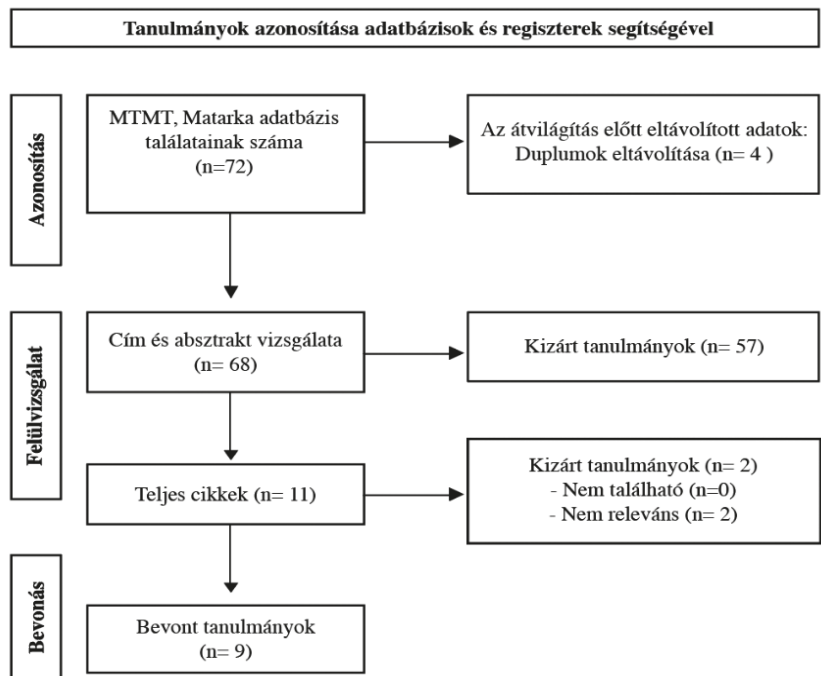 Tanulmányok azonosítása adatbázisok és regiszterek segítségével
Azonosítás
MTMT, Matarka adatbázis
találatainak száma
(n=72)
Az átvilágítás előtt eltávolított adatok:
Duplumok eltávolítása (n= 4 )
Felülvizsgálat
Cím és absztrakt vizsgálata
(n= 68)
Kizárt tanulmányok (n= 57)
Teljes cikkek (n= 11)
Kizárt tanulmányok (n= 2)
- Nem található (n=0)
- Nem releváns (n= 2)
Bevonás
Bevont tanulmányok
(n= 9)